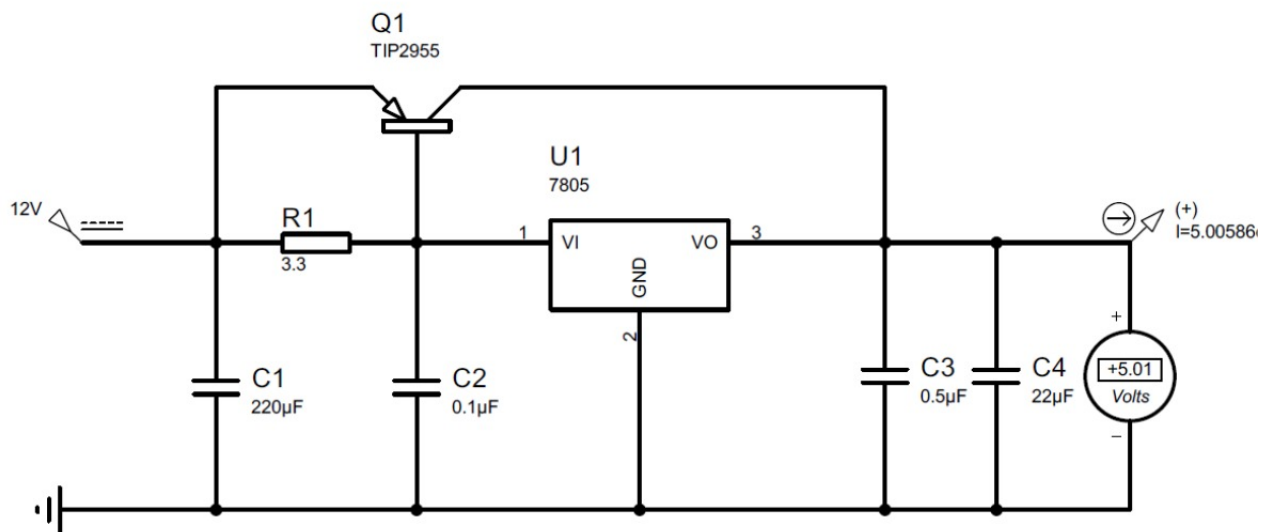 Q1
TIP2955
U1
7805
12V
R1
3.3
1
VI
VO
3
GND
2
(+)
I=5.00586
C1
220µF
C2
0.1µF
C3
0.5µF
C4
22µF
+
+5.01
Volts
−